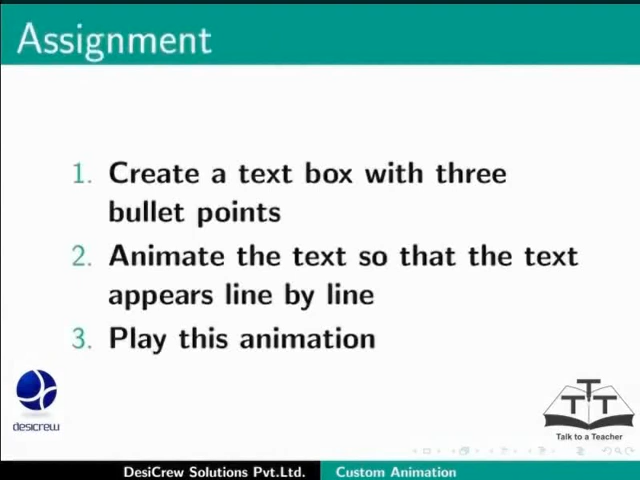 Assignment
1. Create a text box with three
bullet points
2. Animate the text so that the text
appears line by line
3. Play this animation
desicrew
T
T T
Talk to a Teacher
DesiCrew Solutions Pvt.Ltd. Custom Animation